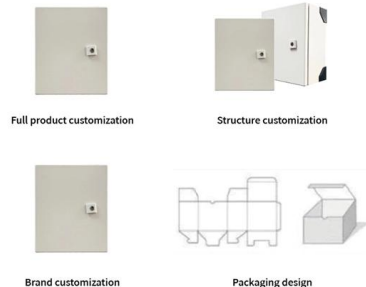 Full product customization
Structure customization
Brand customization
Packaging design